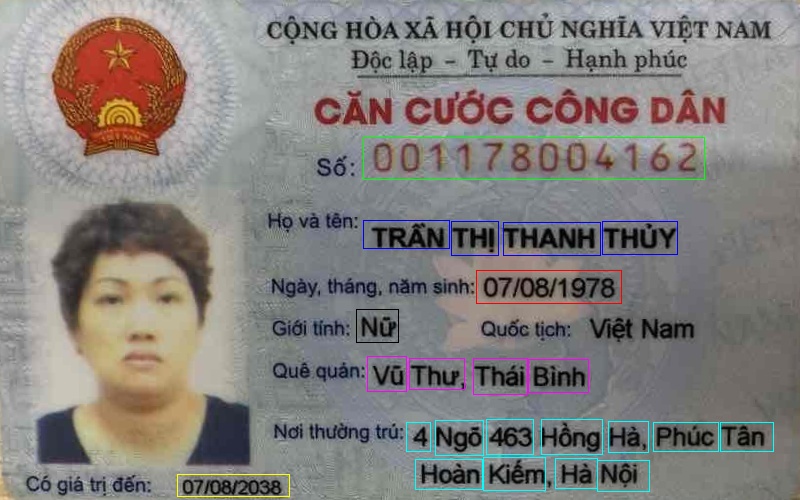 CỘNG HÒA XÃ HỘI CHỦ NGHĨA VIỆT NAM
Độc lập - Tự do - Hạnh phúc
CĂN CƯỚC CÔNG DÂN
Số: 001178004162
Họ và tên: TRẦN THỊ THANH THỦY
Ngày, tháng, năm sinh: 07/08/1978
Giới tính: Nữ Quốc tịch: Việt Nam
Quê quán: Vũ Thư, Thái Bình
Nơi thường trú: 4 Ngõ 463 Hồng Hà, Phúc Tân
Hoàn Kiếm, Hà Nội
Có giá trị đến: 07/08/2038